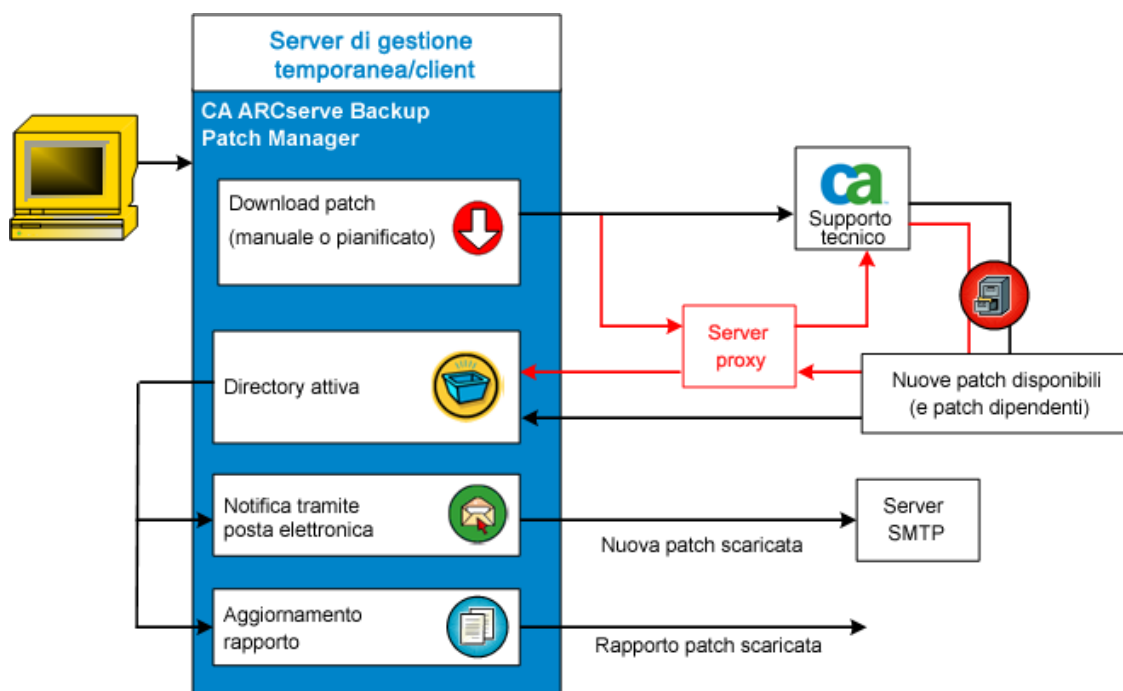 Server di gestione
temporanea/client
CA ARCserve Backup
Patch Manager
Download patch
(manuale o pianificato)
ca
Supporto
tecnico
Server
proxy
Directory attiva
Nuove patch disponibili
(e patch dipendenti)
Notifica tramite
posta elettronica
Nuova patch scaricata
Server
SMTP
Aggiornamento
rapporto
Rapporto patch scaricata